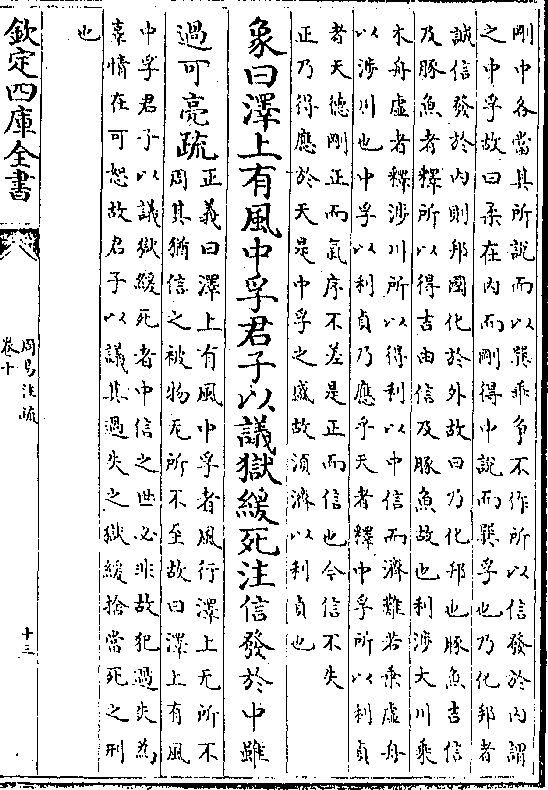 剛中各當其所說而以巽乖争不作所以信發於内謂
之中孚故曰柔在内而剛得中說而巽孚也乃化邦者
誠信發於内則邦國化於外故曰乃化邦也豚魚吉信
及豚魚者釋所以得吉由信及豚魚故也利涉大川乘
木舟虚者釋涉川所以得利以中信而濟難若乘虚舟
以涉川也中孚以利貞乃應乎天者釋中孚所以利貞
者天德剛正而氣序不差是正而信也今信不失
正乃得應於天是中孚之盛故湏濟以利貞也
象曰澤上有風中孚君子以議獄緩死注信發於中雖
過可亮疏正義曰澤上有風中孚者風行澤上无所不
周其猶信之被物无所不至故曰澤上有風
中孚君子以議獄緩死者中信之世必非故犯過失為
辜情在可恕故君子以議其過失之獄緩捨當死之刑
也
欽定四庫全書
周易注疏
卷十
十三